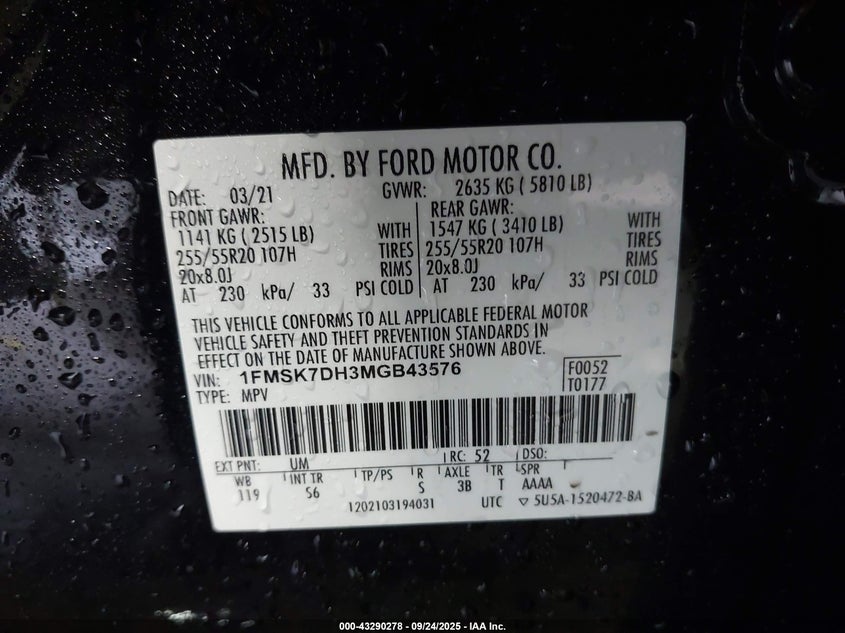 MFD. BY FORD MOTOR CO.
DATE: 03/21 GVWR: 2635 KG ( 5810 LB)
FRONT GAWR: REAR GAWR:
1141 KG ( 2515 LB) WITH 1547 KG ( 3410 LB) WITH
255/55R20 107H TIRES 255/55R20 107H TIRES
20x8.0J RIMS 20x8.0J RIMS
AT 230 kPa/ 33 PSI COLD AT 230 kPa/ 33 PSI COLD
THIS VEHICLE CONFORMS TO ALL APPLICABLE FEDERAL MOTOR
VEHICLE SAFETY AND THEFT PREVENTION STANDARDS IN
EFFECT ON THE DATE OF MANUFACTURE SHOWN ABOVE.
VIN: 1FMSK7DH3MGB43576 F0052
TYPE: MPV T0177
EXT PNT: UM RC: 52 DSO:
WB INT TR TP/PS R AXLE TR SPR
119 S6 S 3B T AAAA
1202103194031 UTC ▽ 5U5A-1520472-BA
000-43290278 - 09/24/2025 - IAA Inc.